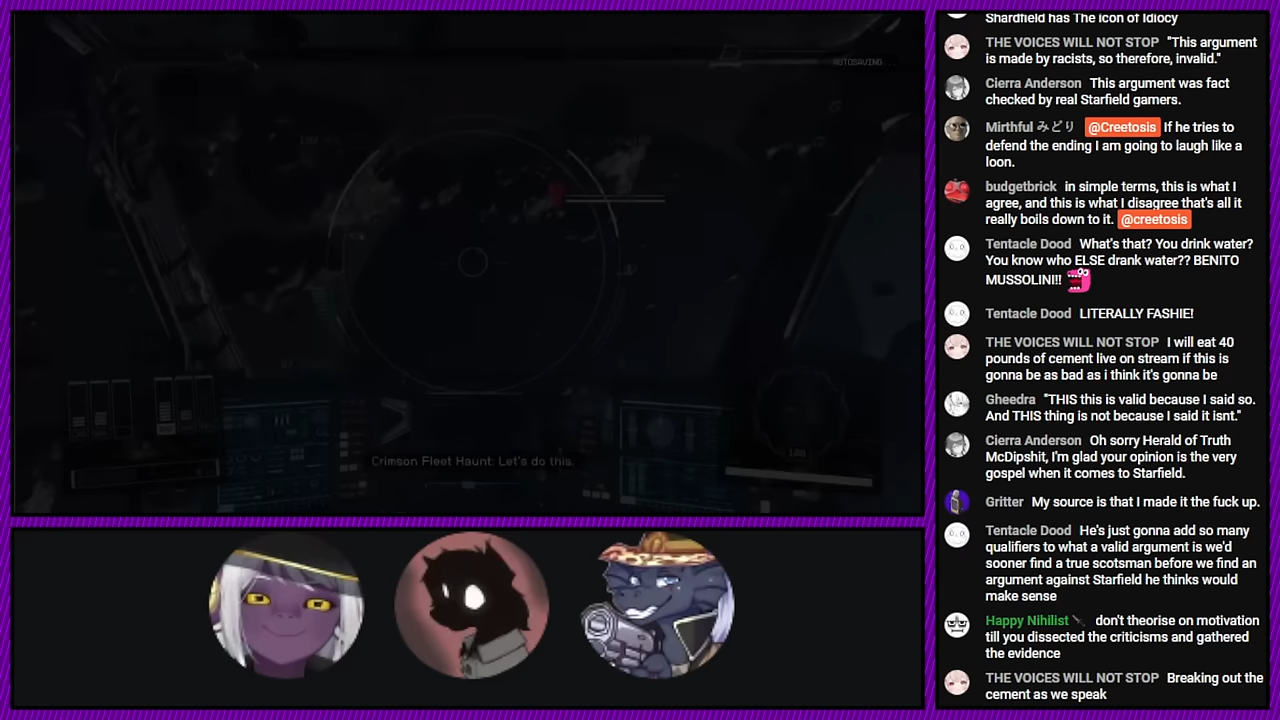 AUTOSAVING...
Crimson Fleet Haunt: Let's do this.
100
Shardfield has The icon of Idiocy
THE VOICES WILL NOT STOP "This argument
is made by racists, so therefore, invalid."
Cierra Anderson This argument was fact
checked by real Starfield gamers.
Mirthful みどり @Creetosis If he tries to
defend the ending I am going to laugh like a
loon.
budgetbrick in simple terms, this is what I
agree, and this is what I disagree that's all it
really boils down to it. @creetosis
Tentacle Dood What's that? You drink water?
You know who ELSE drank water?? BENITO
MUSSOLINI!!
Tentacle Dood LITERALLY FASHIE!
THE VOICES WILL NOT STOP I will eat 40
pounds of cement live on stream if this is
gonna be as bad as i think it's gonna be
Gheedra "THIS this is valid because I said so.
And THIS thing is not because I said it isnt."
Cierra Anderson Oh sorry Herald of Truth
McDipshit, I'm glad your opinion is the very
gospel when it comes to Starfield.
Gritter My source is that I made it the fuck up.
Tentacle Dood He's just gonna add so many
qualifiers to what a valid argument is we'd
sooner find a true scotsman before we find an
argument against Starfield he thinks would
make sense
Happy Nihilist don't theorise on motivation
till you dissected the criticisms and gathered
the evidence
THE VOICES WILL NOT STOP Breaking out the
cement as we speak